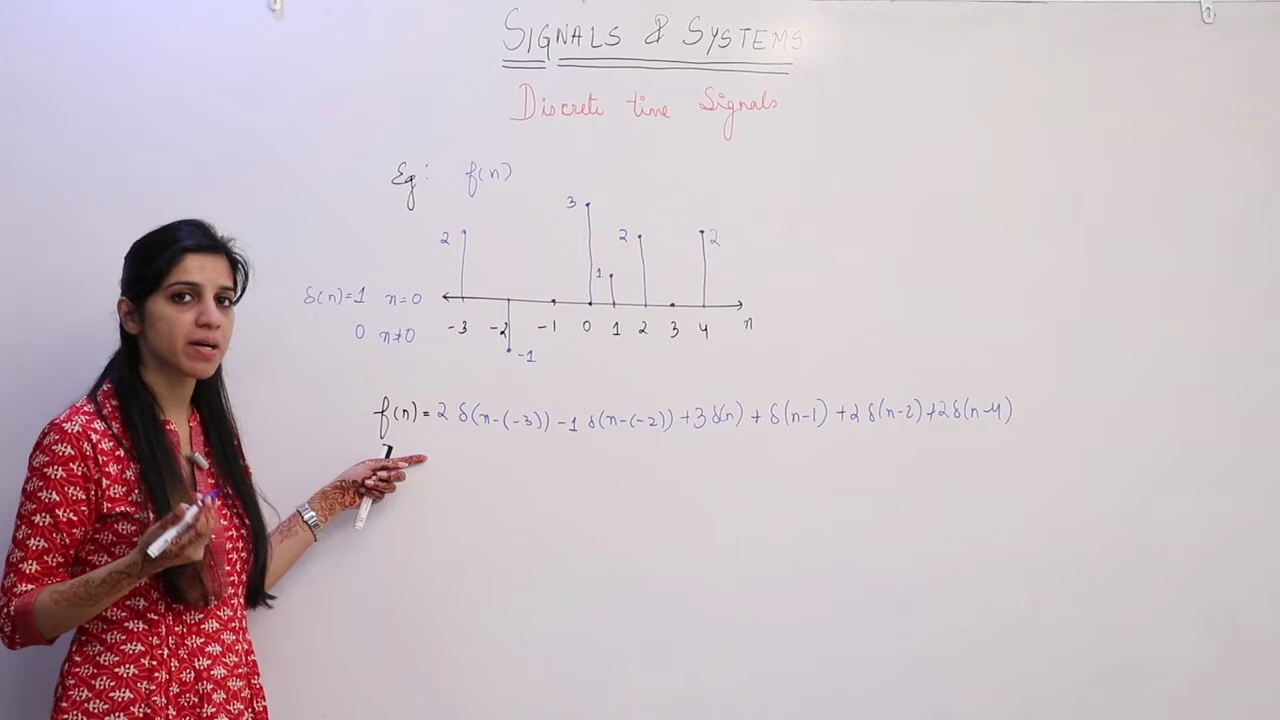 SIGNALS & SYSTEMS
Discrete time Signals
Eg: f(n)
3
2 2 2
1
δ(n)=1 n=0
-3 -2 -1 0 1 2 3 4 n
0 n≠0
-1
f(n) = 2 δ(n-(-3)) -1 δ(n-(-2)) +3 δ(n) + δ(n-1) +2 δ(n-2) +2δ(n-4)